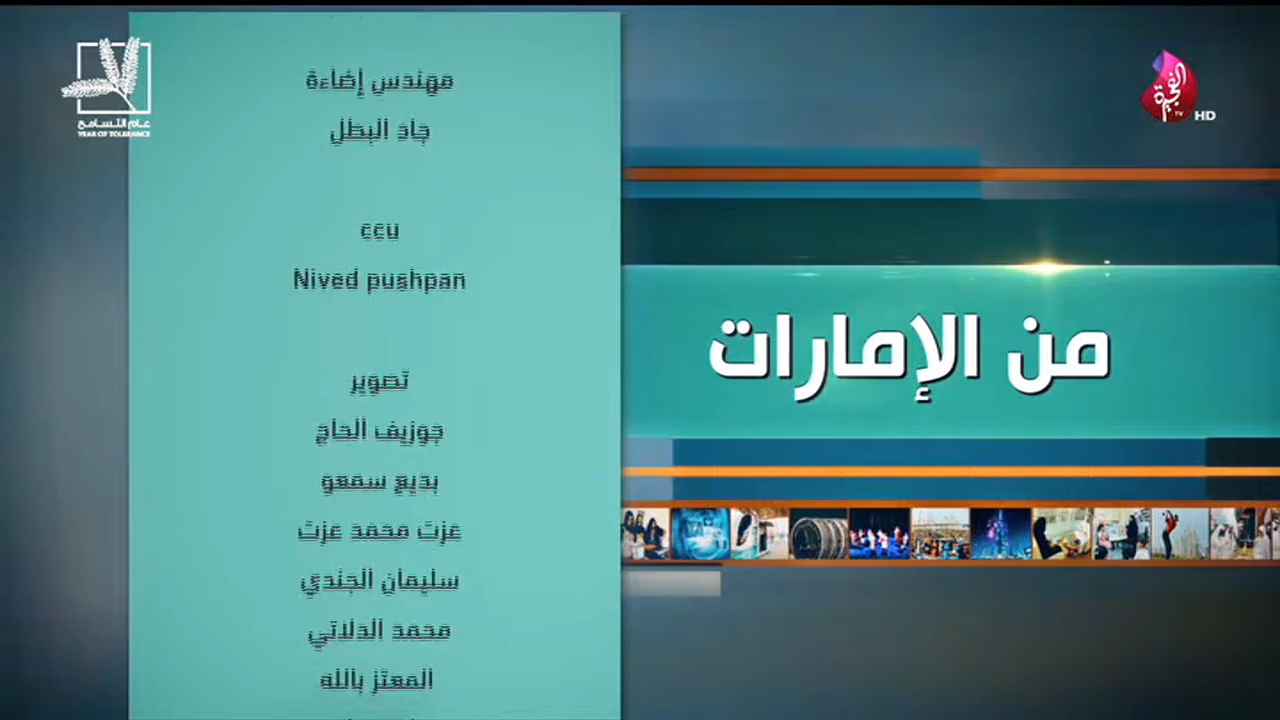 عام التسامح
YEAR OF TOLERANCE
الفجيرة
TV
HD
مهندس إضاءة
جاد البطل
ccu
Nived pushpan
تصوير
جوزيف الحاج
بديع سمعو
عزت محمد عزت
سليمان الجندي
محمد الدلاتي
المعتز بالله
من الإمارات